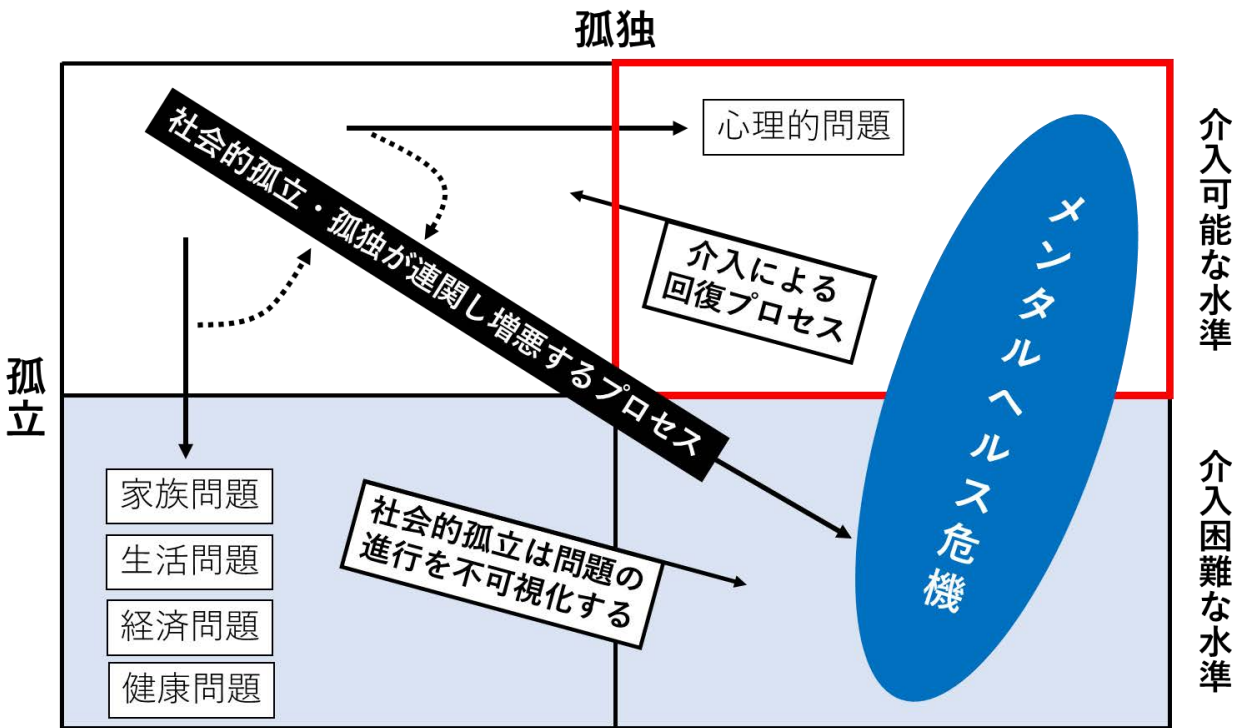 孤独
社会的孤立・孤独が連関し増悪するプロセス
心理的問題
介入による
回復プロセス
メンタルヘルス危機
介入可能な水準
孤立
家族問題
生活問題
経済問題
健康問題
社会的孤立は問題の
進行を不可視化する
介入困難な水準